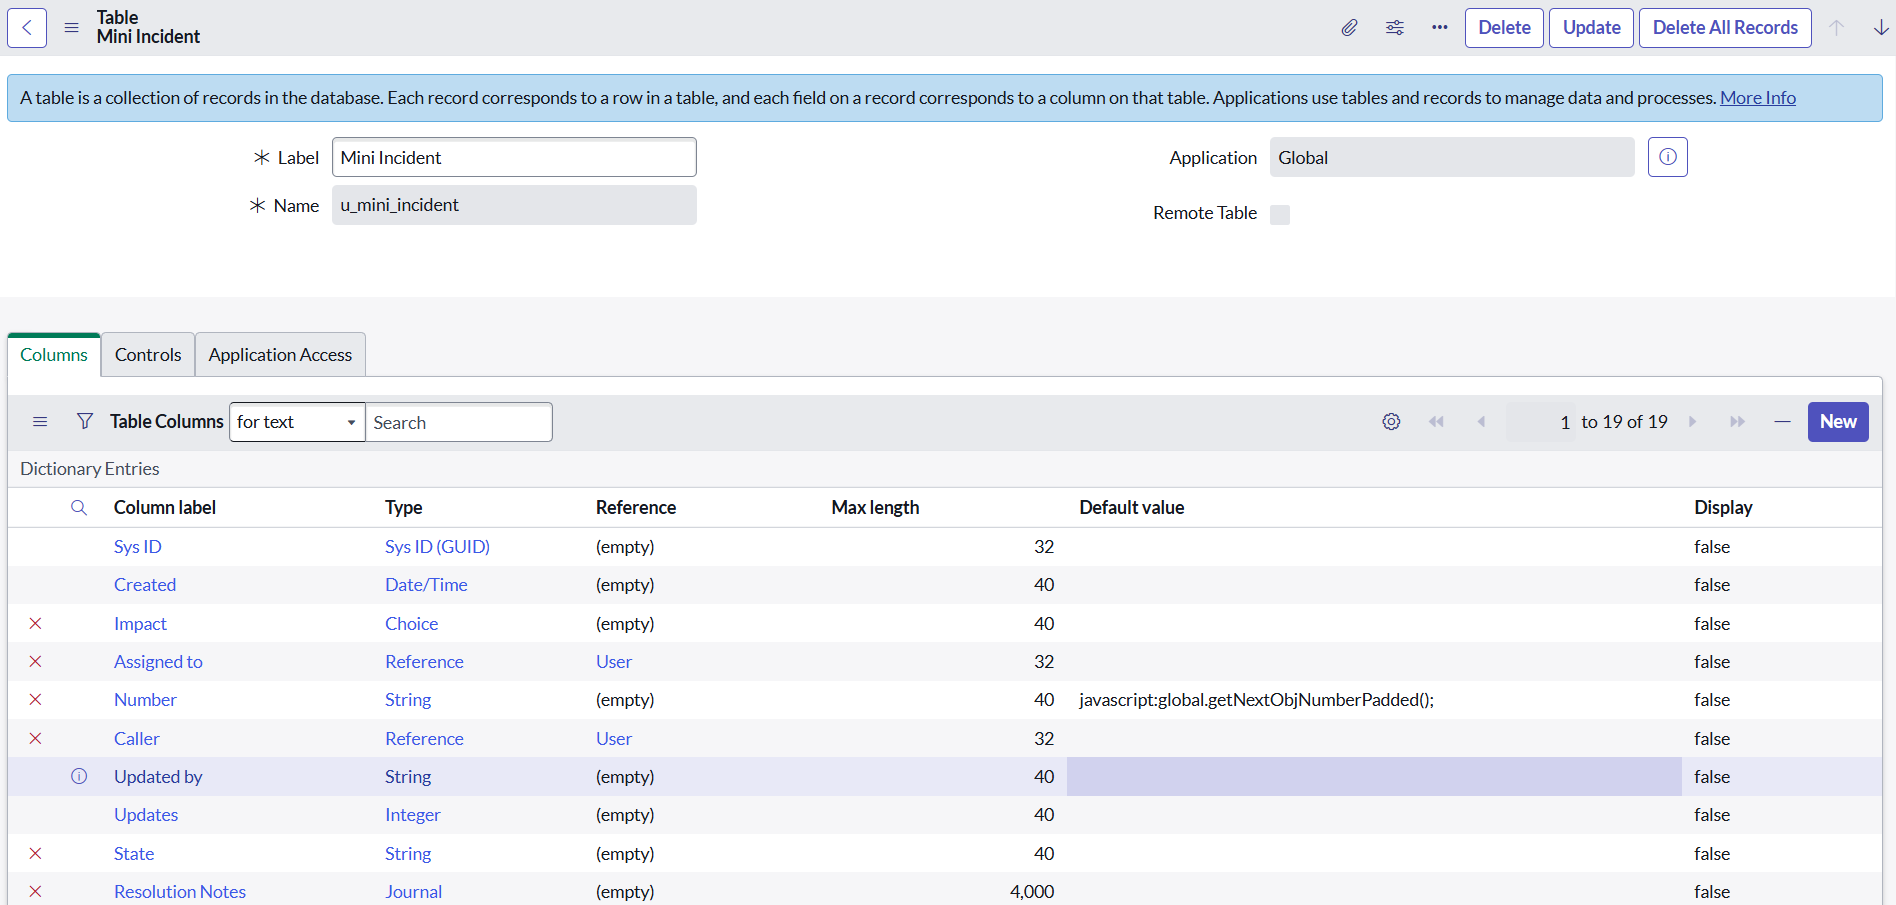 Table
Mini Incident
Delete
Update
Delete All Records
A table is a collection of records in the database. Each record corresponds to a row in a table, and each field on a record corresponds to a column on that table. Applications use tables and records to manage data and processes. More Info
Label Mini Incident
Application Global
Name u_mini_incident
Remote Table
Columns Controls Application Access
Table Columns for text Search 1 to 19 of 19 New
Dictionary Entries
Column label Type Reference Max length Default value Display
Sys ID Sys ID (GUID) (empty) 32 false
Created Date/Time (empty) 40 false
Impact Choice (empty) 40 false
Assigned to Reference User 32 false
Number String (empty) 40 javascript:global.getNextObjNumberPadded(); false
Caller Reference User 32 false
Updated by String (empty) 40 false
Updates Integer (empty) 40 false
State String (empty) 40 false
Resolution Notes Journal (empty) 4,000 false